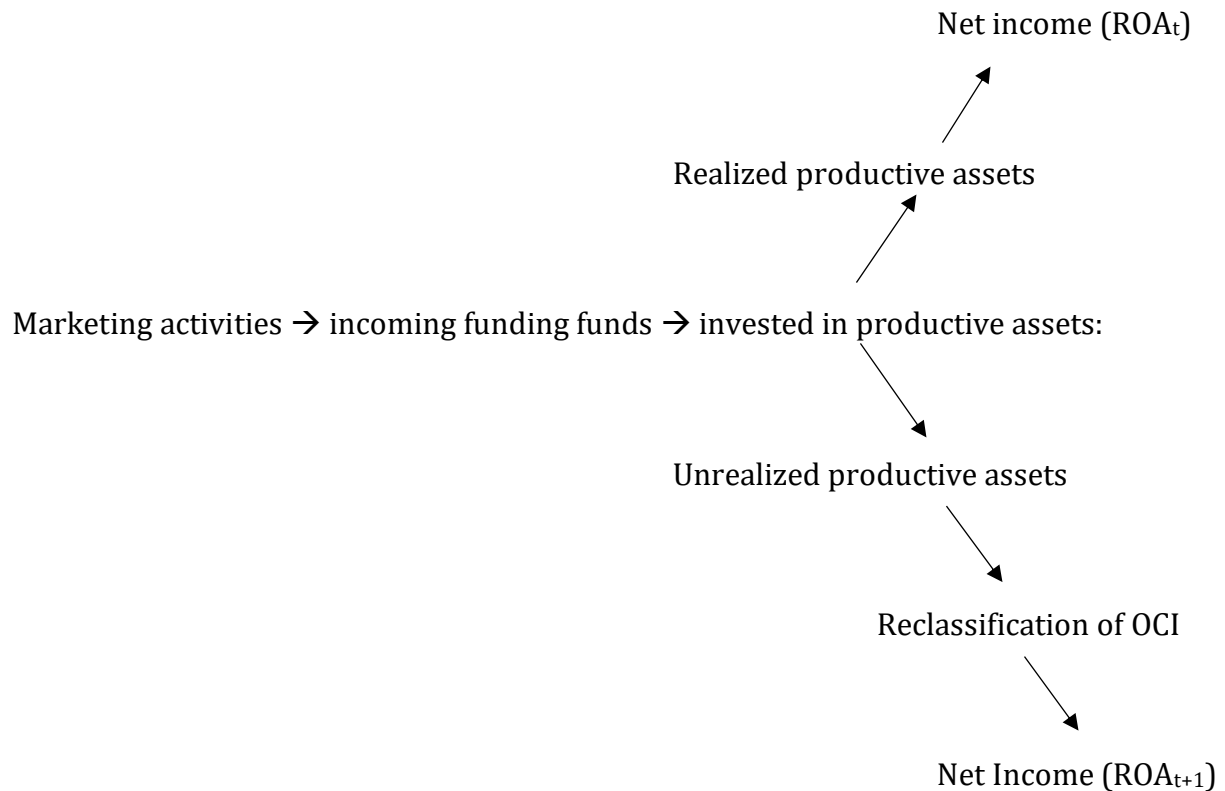 Net income (ROAt)
Realized productive assets
Marketing activities → incoming funding funds → invested in productive assets:
Unrealized productive assets
Reclassification of OCI
Net Income (ROAt+1)